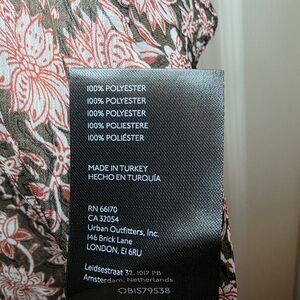 100% POLYESTER
100% POLYESTER
100% POLYESTER
100% POLIESTERE
100% POLIÉSTER
MADE IN TURKEY
HECHO EN TURQUÍA
RN 66170
CA 32054
Urban Outfitters, Inc.
146 Brick Lane
LONDON, E1 6RU
Leidsestraat 32, 1017 PB
Amsterdam, Netherlands
OBIS79538